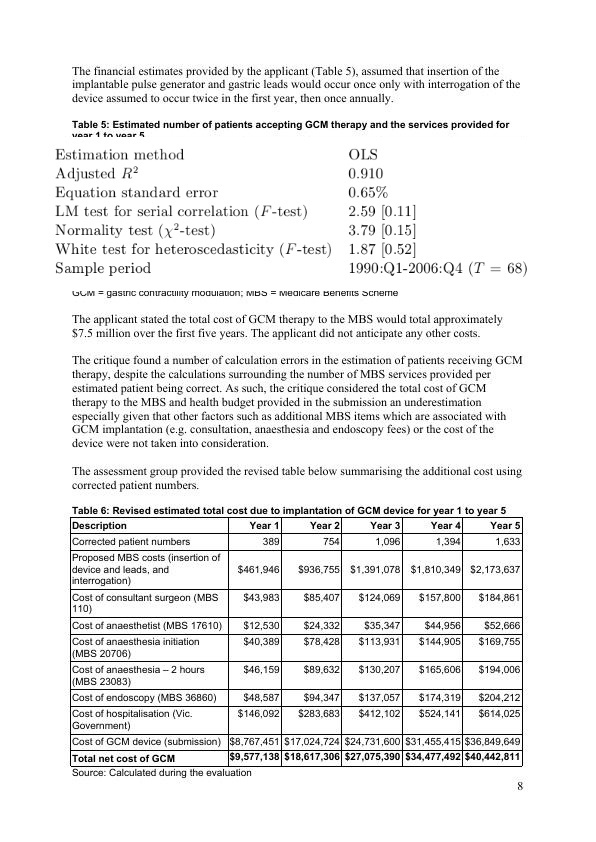 The financial estimates provided by the applicant (Table 5), assumed that insertion of the
implantable pulse generator and gastric leads would occur once only with interrogation of the
device assumed to occur twice in the first year, then once annually.
Table 5: Estimated number of patients accepting GCM therapy and the services provided for
year 1 to year 5
Estimation method OLS
Adjusted R² 0.910
Equation standard error 0.65%
LM test for serial correlation (F-test) 2.59 [0.11]
Normality test (χ²-test) 3.79 [0.15]
White test for heteroscedasticity (F-test) 1.87 [0.52]
Sample period 1990:Q1-2006:Q4 (T = 68)
GCM = gastric contractility modulation; MBS = Medicare Benefits Scheme
The applicant stated the total cost of GCM therapy to the MBS would total approximately
$7.5 million over the first five years. The applicant did not anticipate any other costs.
The critique found a number of calculation errors in the estimation of patients receiving GCM
therapy, despite the calculations surrounding the number of MBS services provided per
estimated patient being correct. As such, the critique considered the total cost of GCM
therapy to the MBS and health budget provided in the submission an underestimation
especially given that other factors such as additional MBS items which are associated with
GCM implantation (e.g. consultation, anaesthesia and endoscopy fees) or the cost of the
device were not taken into consideration.
The assessment group provided the revised table below summarising the additional cost using
corrected patient numbers.
Table 6: Revised estimated total cost due to implantation of GCM device for year 1 to year 5
Description Year 1 Year 2 Year 3 Year 4 Year 5
Corrected patient numbers 389 754 1,096 1,394 1,633
Proposed MBS costs (insertion of
device and leads, and $461,946 $936,755 $1,391,078 $1,810,349 $2,173,637
interrogation)
Cost of consultant surgeon (MBS $43,983 $85,407 $124,069 $157,800 $184,861
110)
Cost of anaesthetist (MBS 17610) $12,530 $24,332 $35,347 $44,956 $52,666
Cost of anaesthesia initiation $40,389 $78,428 $113,931 $144,905 $169,755
(MBS 20706)
Cost of anaesthesia – 2 hours $46,159 $89,632 $130,207 $165,606 $194,006
(MBS 23083)
Cost of endoscopy (MBS 36860) $48,587 $94,347 $137,057 $174,319 $204,212
Cost of hospitalisation (Vic. $146,092 $283,683 $412,102 $524,141 $614,025
Government)
Cost of GCM device (submission) $8,767,451 $17,024,724 $24,731,600 $31,455,415 $36,849,649
Total net cost of GCM $9,577,138 $18,617,306 $27,075,390 $34,477,492 $40,442,811
Source: Calculated during the evaluation
8